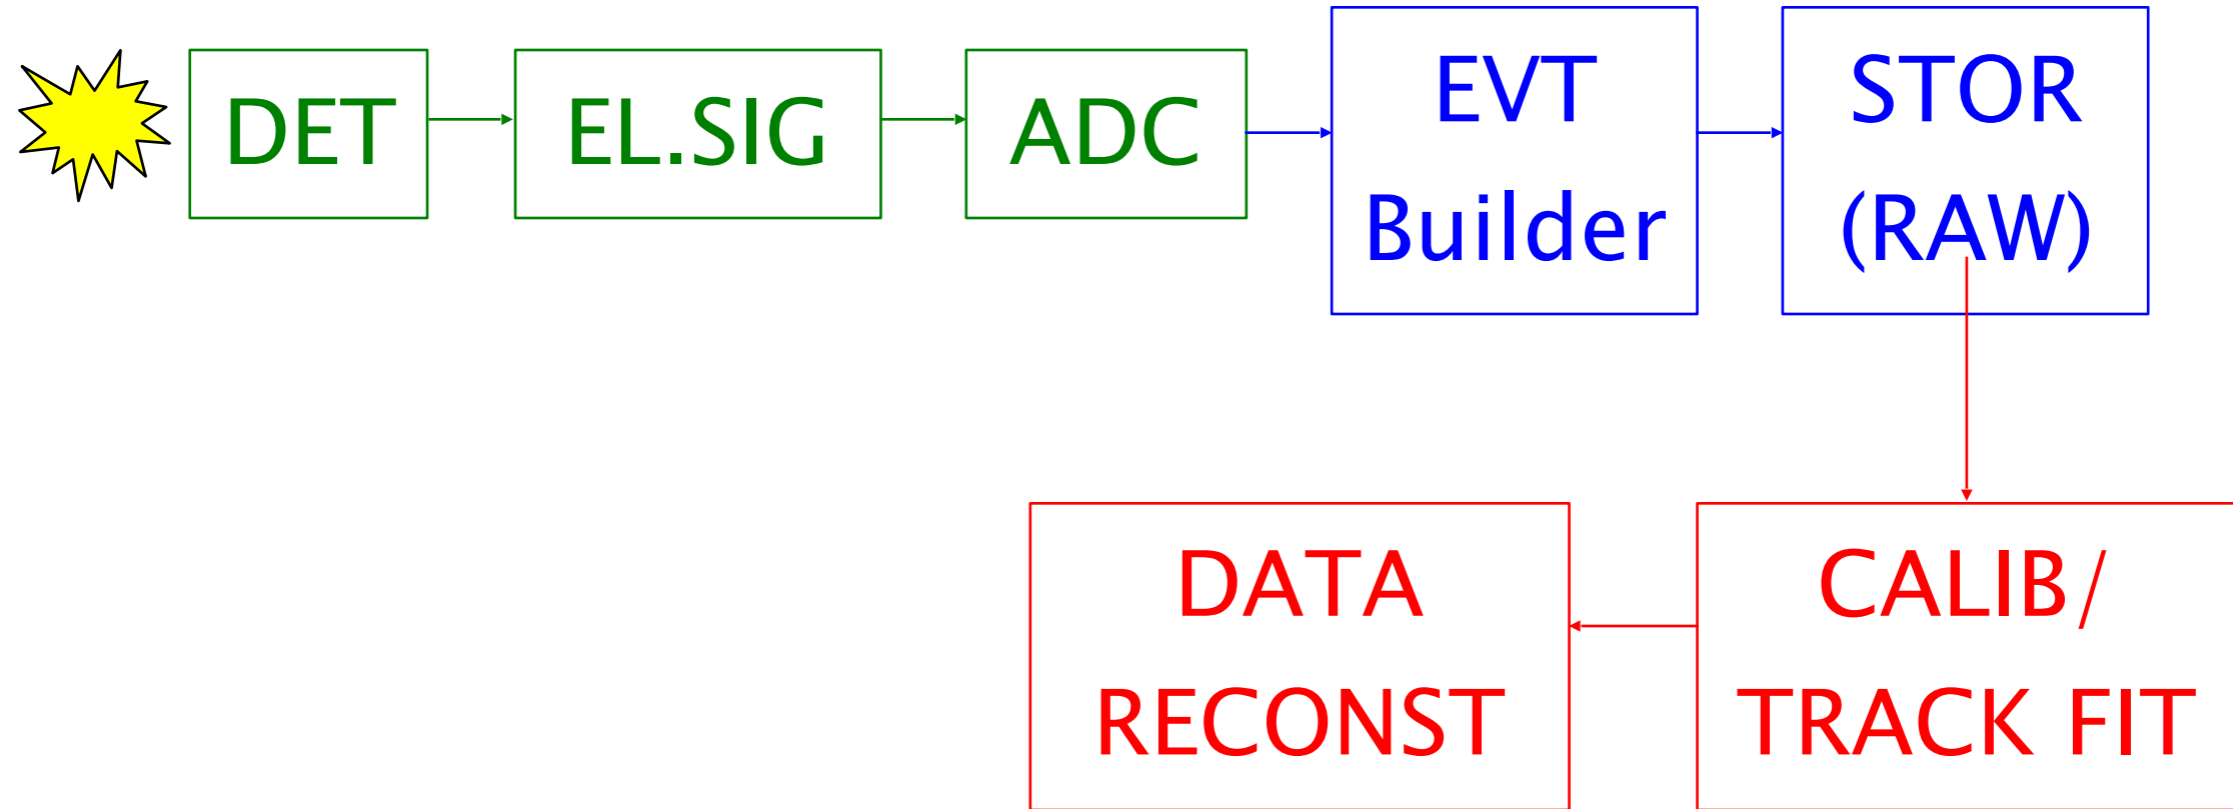 DET
EL.SIG
ADC
EVT
Builder
STOR
(RAW)
DATA
RECONST
CALIB/
TRACK FIT